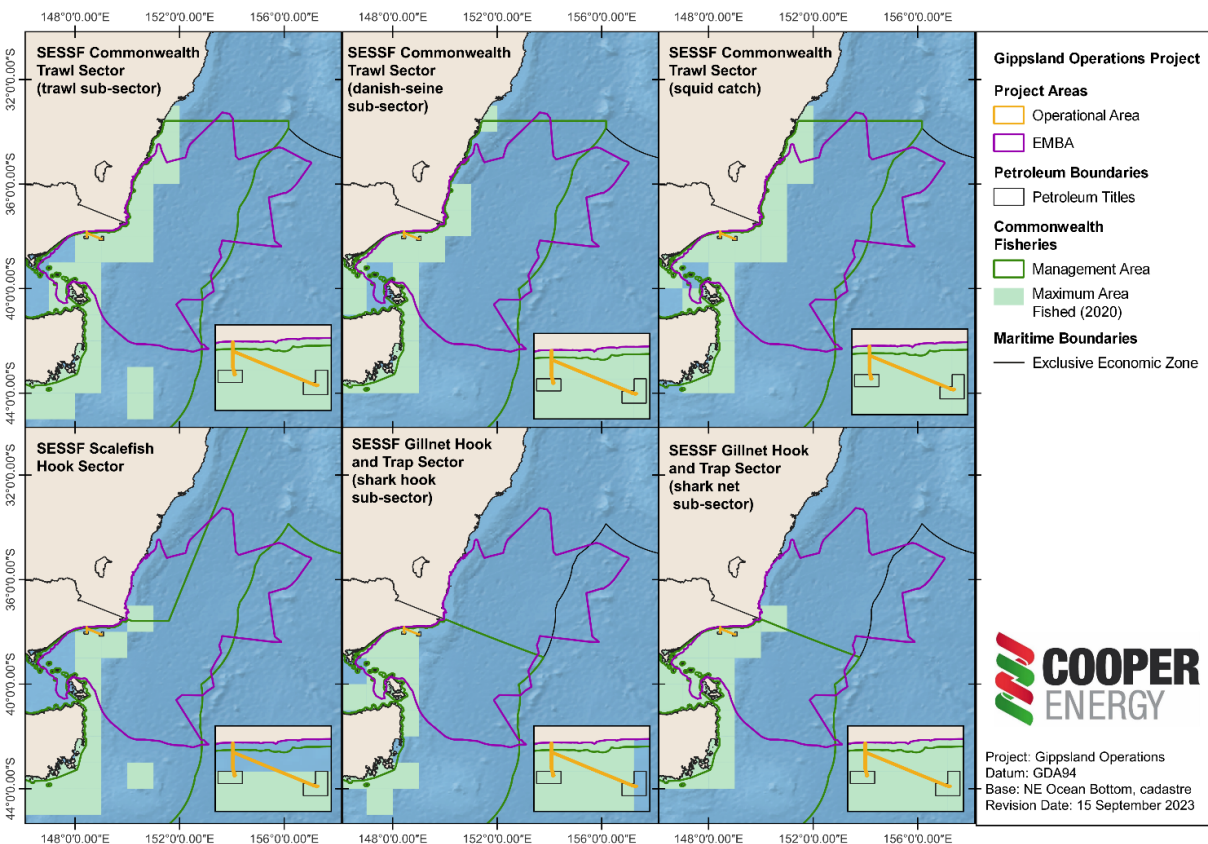 148°0'0.00"E 152°0'0.00"E 156°0'0.00"E 148°0'0.00"E 152°0'0.00"E 156°0'0.00"E 148°0'0.00"E 152°0'0.00"E 156°0'0.00"E
32°0'0.00"S
36°0'0.00"S
40°0'0.00"S
44°0'0.00"S
SESSF Commonwealth
Trawl Sector
(trawl sub-sector)
SESSF Commonwealth
Trawl Sector
(danish-seine
sub-sector)
SESSF Commonwealth
Trawl Sector
(squid catch)
32°0'0.00"S
36°0'0.00"S
40°0'0.00"S
44°0'0.00"S
SESSF Scalefish
Hook Sector
SESSF Gillnet Hook
and Trap Sector
(shark hook
sub-sector)
SESSF Gillnet Hook
and Trap Sector
(shark net
sub-sector)
148°0'0.00"E 152°0'0.00"E 156°0'0.00"E 148°0'0.00"E 152°0'0.00"E 156°0'0.00"E 148°0'0.00"E 152°0'0.00"E 156°0'0.00"E
Gippsland Operations Project
Project Areas
Operational Area
EMBA
Petroleum Boundaries
Petroleum Titles
Commonwealth
Fisheries
Management Area
Maximum Area
Fished (2020)
Maritime Boundaries
Exclusive Economic Zone
COOPER
ENERGY
Project: Gippsland Operations
Datum: GDA94
Base: NE Ocean Bottom, cadastre
Revision Date: 15 September 2023